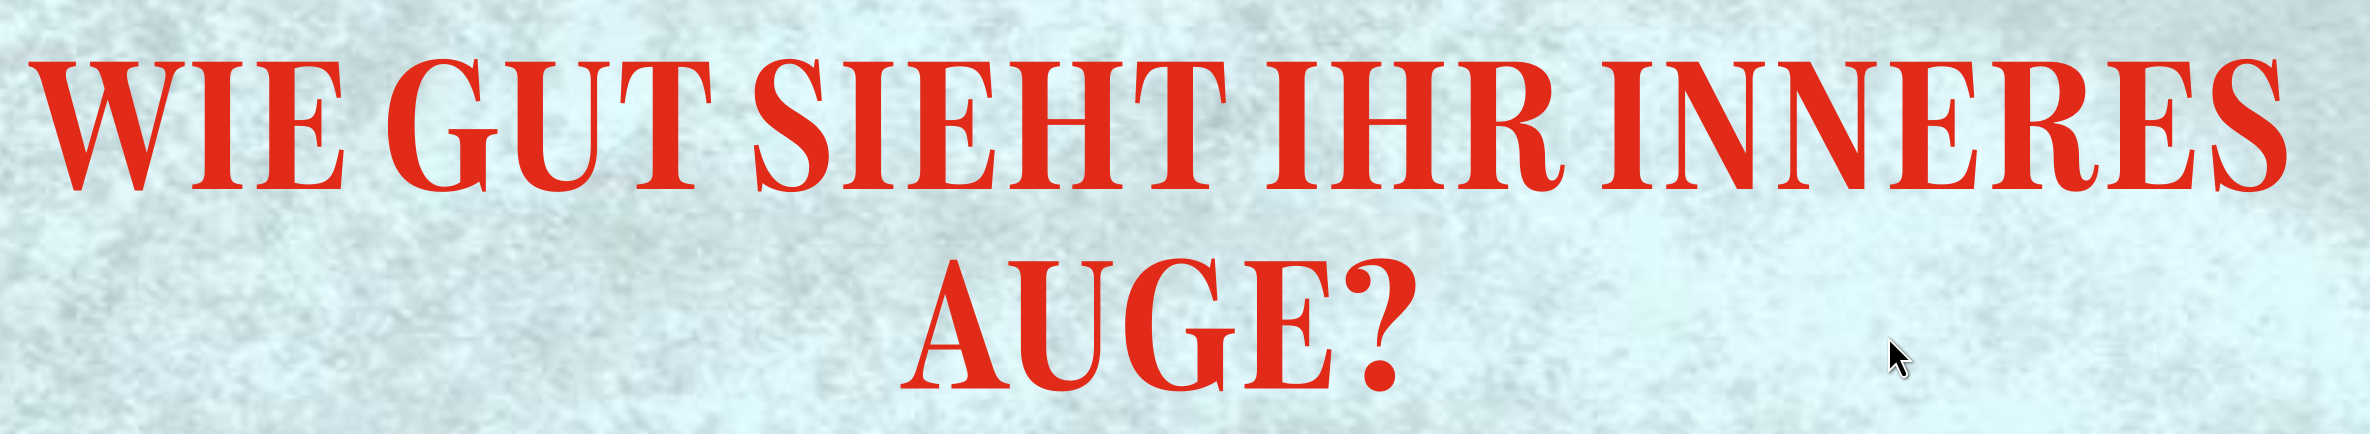 WIE GUT SIEHT IHR INNERES
AUGE?